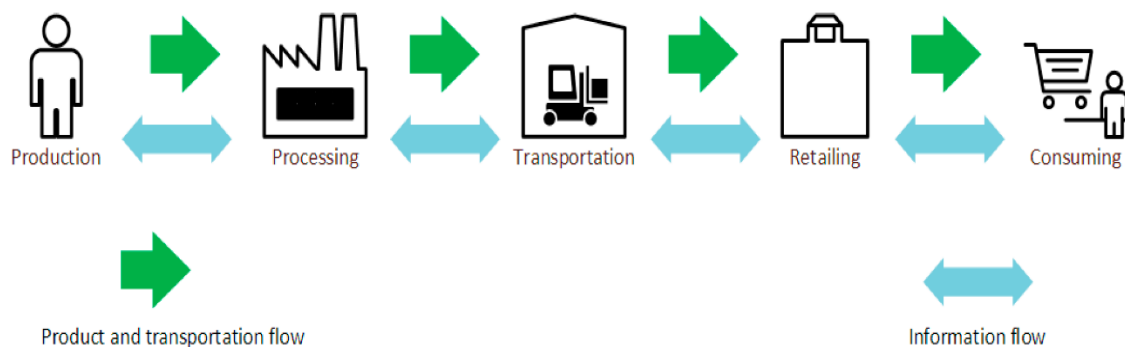 Production
Processing
Transportation
Retailing
Consuming
Product and transportation flow
Information flow